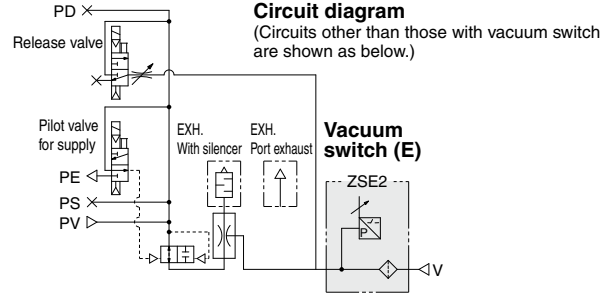 PD
Circuit diagram
(Circuits other than those with vacuum switch
are shown as below.)
Release valve
Pilot valve
for supply
EXH.
With silencer
EXH.
Port exhaust
Vacuum
switch (E)
PE
ZSE2
PS
PV
P
V